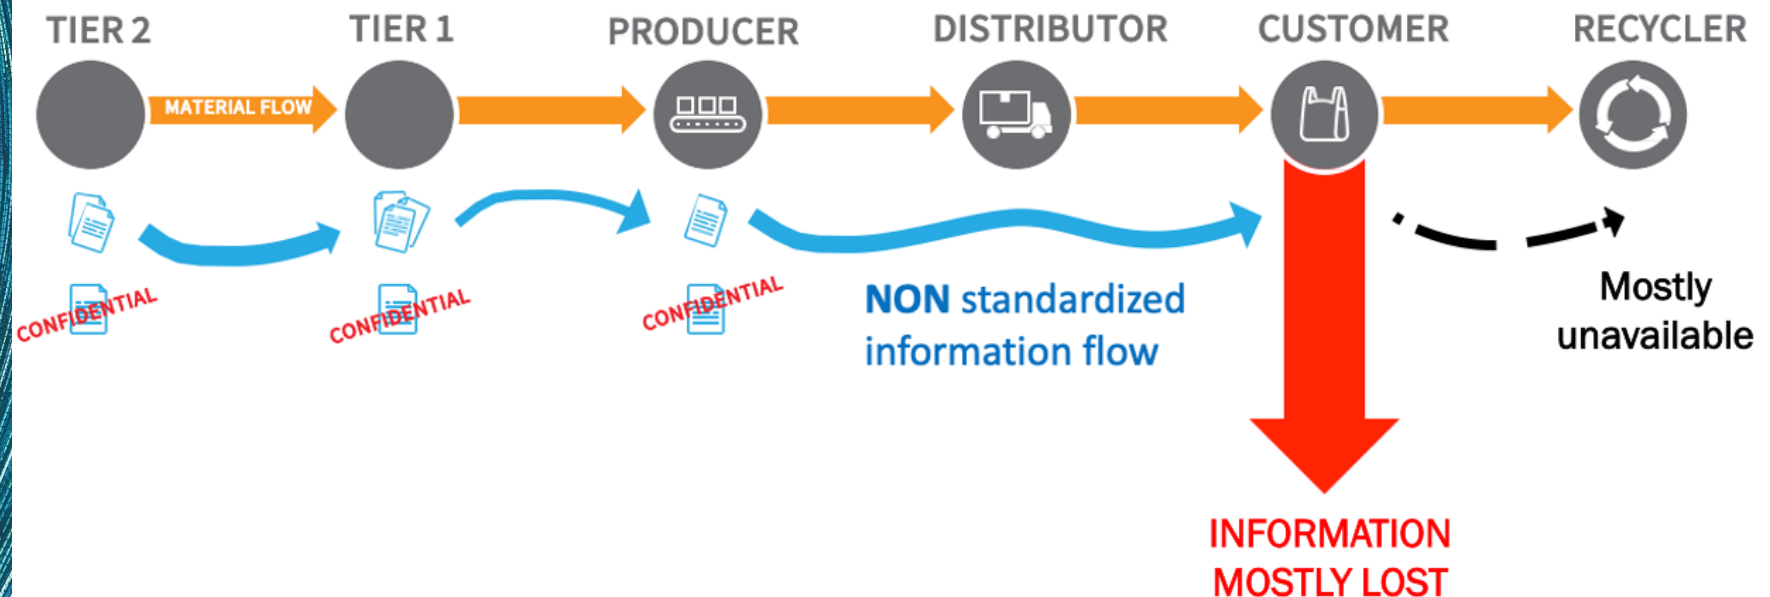 TIER 2
TIER 1
PRODUCER
DISTRIBUTOR
CUSTOMER
RECYCLER
MATERIAL FLOW
CONFIDENTIAL
CONFIDENTIAL
CONFIDENTIAL
NON standardized
information flow
Mostly
unavailable
INFORMATION
MOSTLY LOST